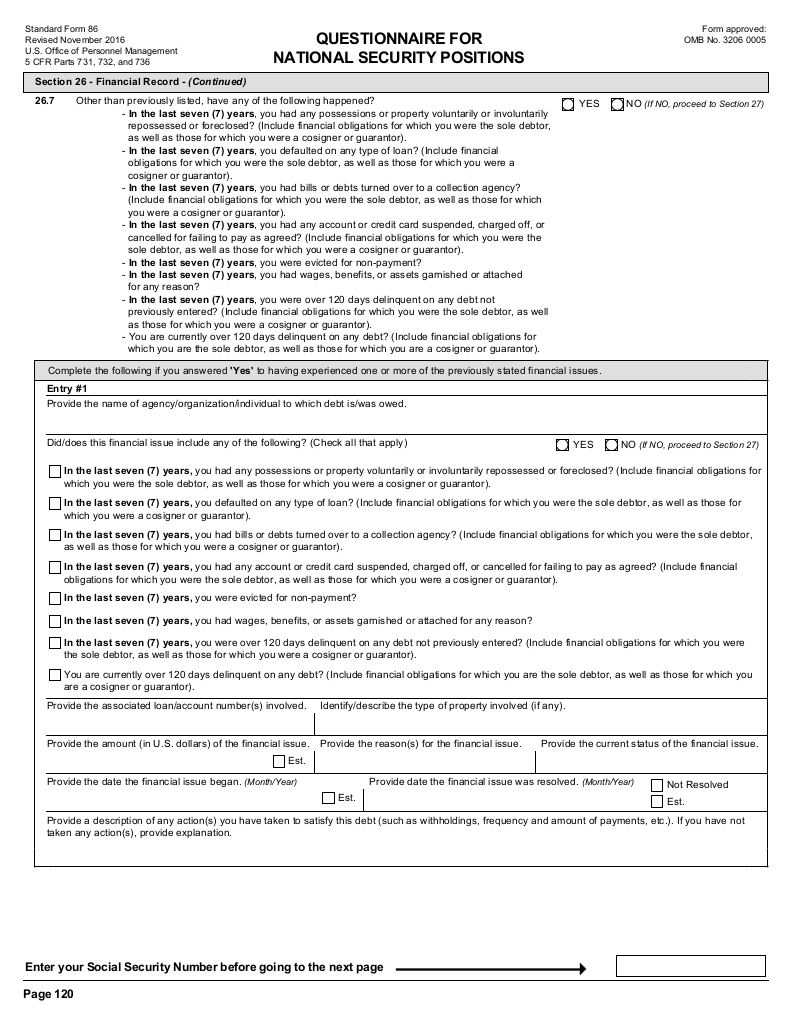 Standard Form 86
Revised November 2016
U.S. Office of Personnel Management
5 CFR Parts 731, 732, and 736
QUESTIONNAIRE FOR
NATIONAL SECURITY POSITIONS
Form approved:
OMB No. 3206 0005
Section 26 - Financial Record - (Continued)
26.7 Other than previously listed, have any of the following happened?
YES NO (If NO, proceed to Section 27)
- In the last seven (7) years, you had any possessions or property voluntarily or involuntarily
repossessed or foreclosed? (Include financial obligations for which you were the sole debtor,
as well as those for which you were a cosigner or guarantor).
- In the last seven (7) years, you defaulted on any type of loan? (Include financial
obligations for which you were the sole debtor, as well as those for which you were a
cosigner or guarantor).
- In the last seven (7) years, you had bills or debts turned over to a collection agency?
(Include financial obligations for which you were the sole debtor, as well as those for which
you were a cosigner or guarantor).
- In the last seven (7) years, you had any account or credit card suspended, charged off, or
cancelled for failing to pay as agreed? (Include financial obligations for which you were the
sole debtor, as well as those for which you were a cosigner or guarantor).
- In the last seven (7) years, you were evicted for non-payment?
- In the last seven (7) years, you had wages, benefits, or assets garnished or attached
for any reason?
- In the last seven (7) years, you were over 120 days delinquent on any debt not
previously entered? (Include financial obligations for which you were the sole debtor, as well
as those for which you were a cosigner or guarantor).
- You are currently over 120 days delinquent on any debt? (Include financial obligations for
which you are the sole debtor, as well as those for which you are a cosigner or guarantor).
Complete the following if you answered 'Yes' to having experienced one or more of the previously stated financial issues.
Entry #1
Provide the name of agency/organization/individual to which debt is/was owed.
Did/does this financial issue include any of the following? (Check all that apply)
YES NO (If NO, proceed to Section 27)
In the last seven (7) years, you had any possessions or property voluntarily or involuntarily repossessed or foreclosed? (Include financial obligations for
which you were the sole debtor, as well as those for which you were a cosigner or guarantor).
In the last seven (7) years, you defaulted on any type of loan? (Include financial obligations for which you were the sole debtor, as well as those for
which you were a cosigner or guarantor).
In the last seven (7) years, you had bills or debts turned over to a collection agency? (Include financial obligations for which you were the sole debtor,
as well as those for which you were a cosigner or guarantor).
In the last seven (7) years, you had any account or credit card suspended, charged off, or cancelled for failing to pay as agreed? (Include financial
obligations for which you were the sole debtor, as well as those for which you were a cosigner or guarantor).
In the last seven (7) years, you were evicted for non-payment?
In the last seven (7) years, you had wages, benefits, or assets garnished or attached for any reason?
In the last seven (7) years, you were over 120 days delinquent on any debt not previously entered? (Include financial obligations for which you were
the sole debtor, as well as those for which you were a cosigner or guarantor).
You are currently over 120 days delinquent on any debt? (Include financial obligations for which you are the sole debtor, as well as those for which you
are a cosigner or guarantor).
Provide the associated loan/account number(s) involved.
Identify/describe the type of property involved (if any).
Provide the amount (in U.S. dollars) of the financial issue.
Est.
Provide the reason(s) for the financial issue.
Provide the current status of the financial issue.
Provide the date the financial issue began. (Month/Year)
Est.
Provide date the financial issue was resolved. (Month/Year)
Not Resolved
Est.
Provide a description of any action(s) you have taken to satisfy this debt (such as withholdings, frequency and amount of payments, etc.). If you have not
taken any action(s), provide explanation.
Enter your Social Security Number before going to the next page
Page 120